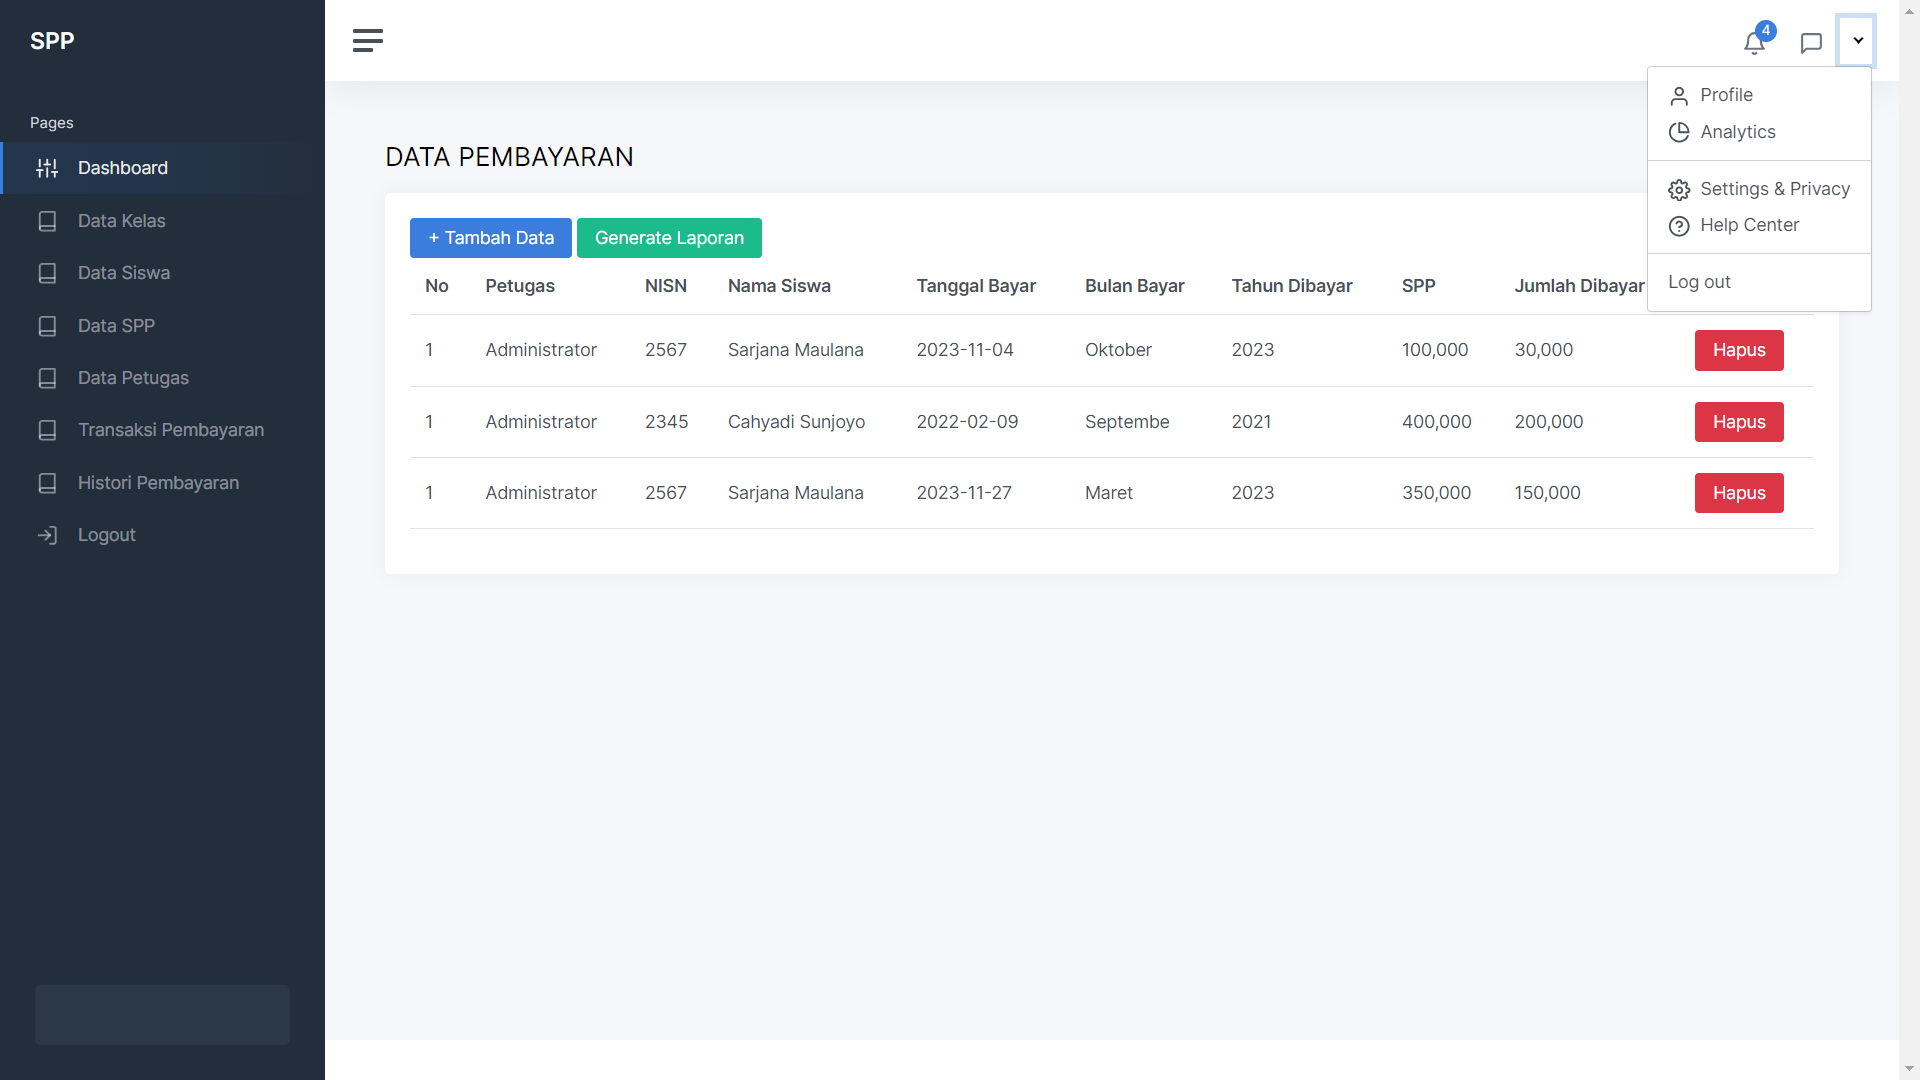 SPP
Pages
Dashboard
Data Kelas
Data Siswa
Data SPP
Data Petugas
Transaksi Pembayaran
Histori Pembayaran
Logout
4
Profile
Analytics
Settings & Privacy
Help Center
Log out
DATA PEMBAYARAN
+ Tambah Data Generate Laporan
No Petugas NISN Nama Siswa Tanggal Bayar Bulan Bayar Tahun Dibayar SPP Jumlah Dibayar
1 Administrator 2567 Sarjana Maulana 2023-11-04 Oktober 2023 100,000 30,000 Hapus
1 Administrator 2345 Cahyadi Sunjoyo 2022-02-09 Septembe 2021 400,000 200,000 Hapus
1 Administrator 2567 Sarjana Maulana 2023-11-27 Maret 2023 350,000 150,000 Hapus